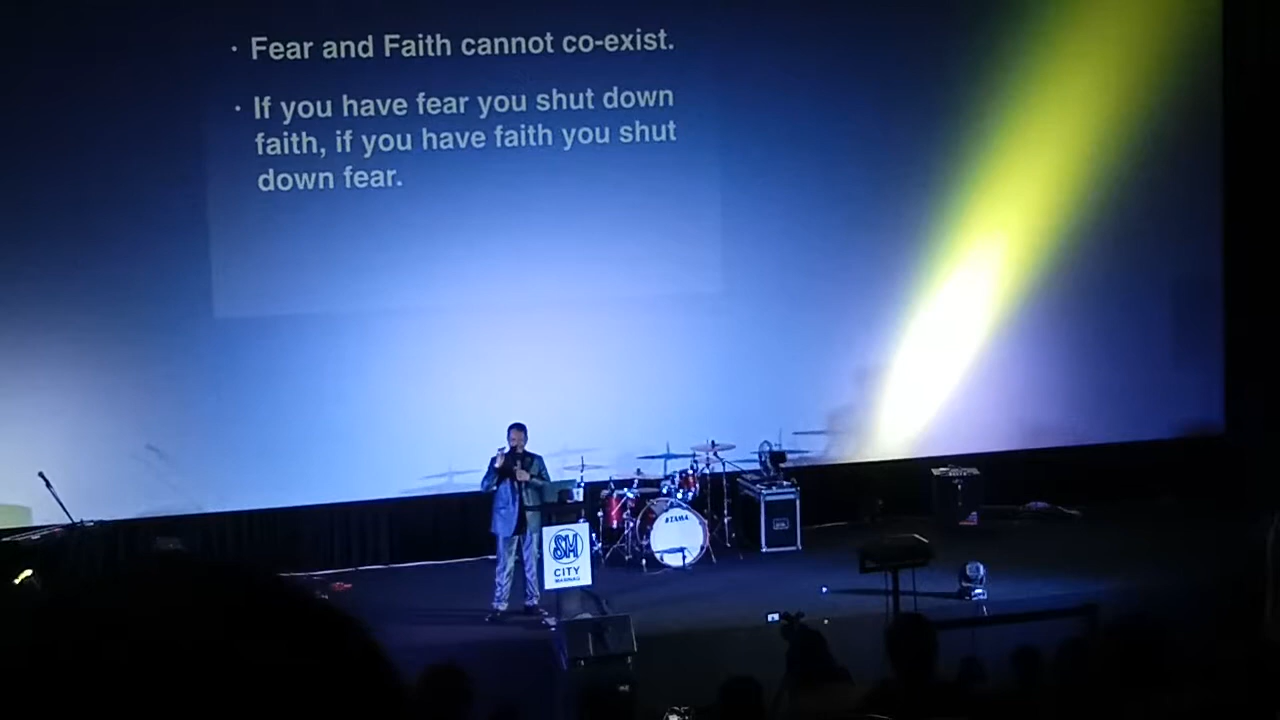 · Fear and Faith cannot co-exist.
· If you have fear you shut down
faith, if you have faith you shut
down fear.
TAMA
SM
CITY
MASINAG